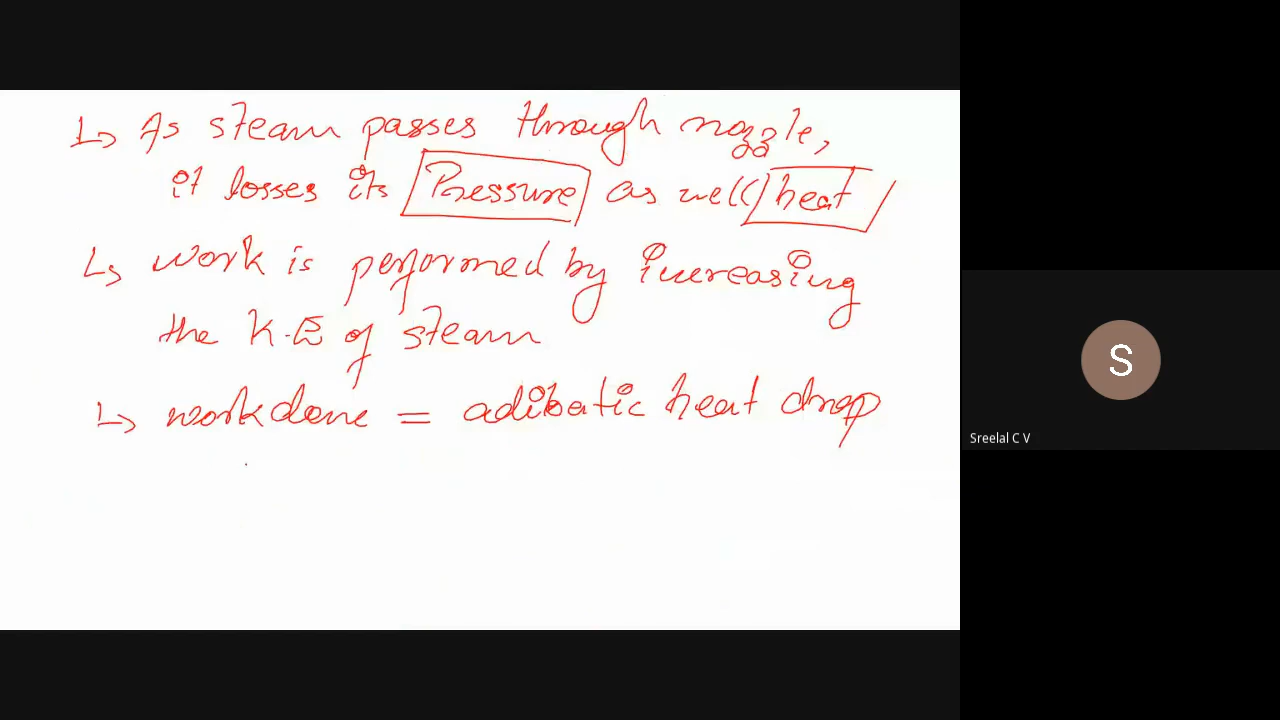 ↳ As steam passes through nozzle,
it losses its Pressure as well heat
↳ work is performed by increasing
the K.E of steam
↳ workdone = adibatic heat drop
S
Sreelal C V